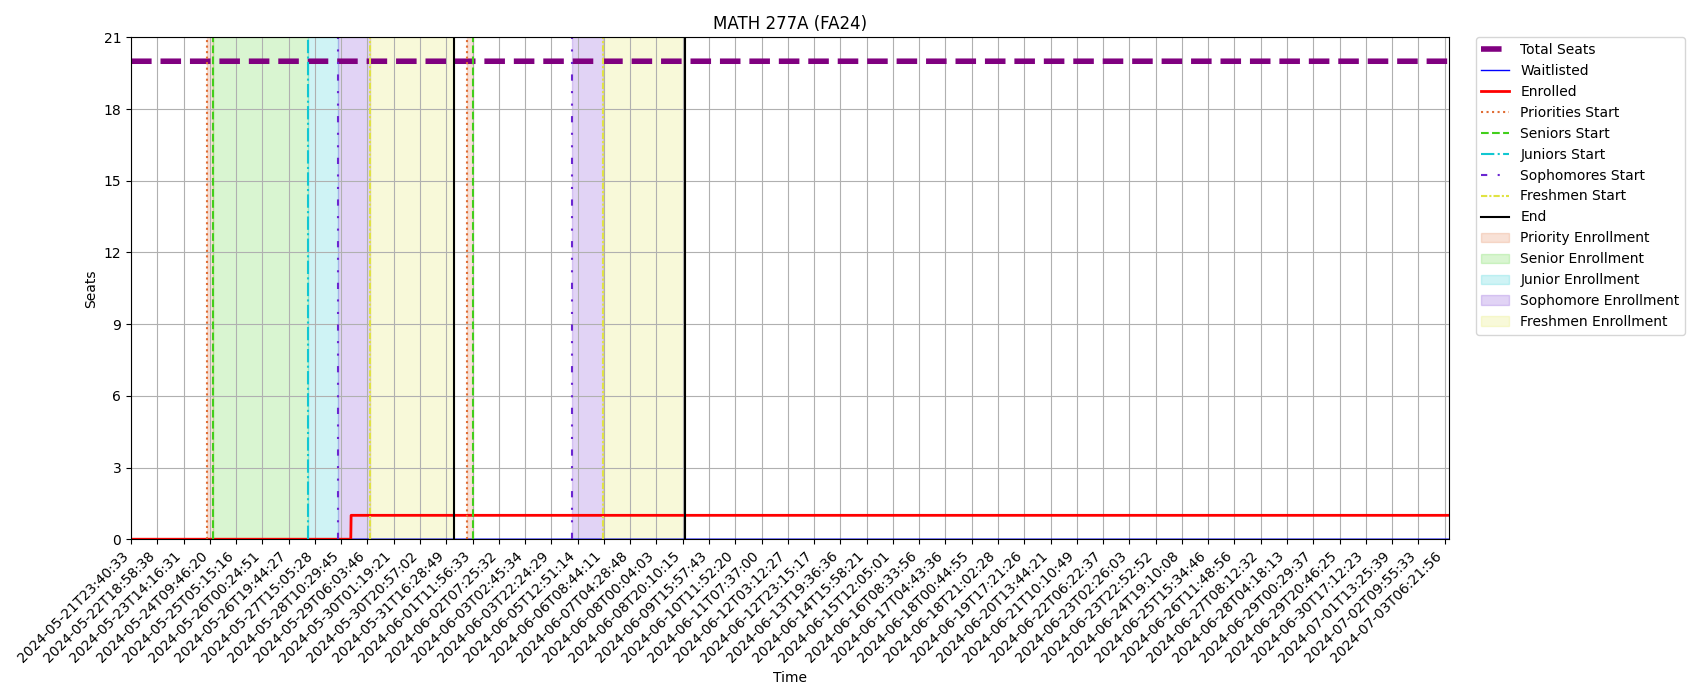 MATH 277A (FA24)
21
18
15
12
9
6
3
0
Seats
2024-05-21T23:40:33
2024-05-22T18:58:38
2024-05-23T14:16:31
2024-05-24T09:46:20
2024-05-25T05:15:16
2024-05-26T00:24:51
2024-05-26T19:44:27
2024-05-27T15:05:28
2024-05-28T10:29:45
2024-05-29T06:03:46
2024-05-30T01:19:21
2024-05-30T20:57:02
2024-05-31T16:28:49
2024-06-01T11:56:33
2024-06-02T07:25:32
2024-06-03T02:45:34
2024-06-03T22:24:29
2024-06-05T12:51:14
2024-06-06T08:44:11
2024-06-07T04:28:48
2024-06-08T00:04:03
2024-06-08T20:10:15
2024-06-09T15:57:43
2024-06-10T11:52:20
2024-06-11T07:37:00
2024-06-12T03:12:27
2024-06-12T23:15:17
2024-06-13T19:36:36
2024-06-14T15:58:21
2024-06-15T12:05:01
2024-06-16T08:33:56
2024-06-17T04:43:36
2024-06-18T00:44:55
2024-06-18T21:02:28
2024-06-19T17:21:26
2024-06-20T13:44:21
2024-06-21T10:10:49
2024-06-22T06:22:37
2024-06-23T02:26:03
2024-06-23T22:52:52
2024-06-24T19:10:08
2024-06-25T15:34:46
2024-06-26T11:48:56
2024-06-27T08:12:32
2024-06-28T04:18:13
2024-06-29T00:29:37
2024-06-29T20:46:25
2024-06-30T17:12:23
2024-07-01T13:25:39
2024-07-02T09:55:33
2024-07-03T06:21:56
Time
Total Seats
Waitlisted
Enrolled
Priorities Start
Seniors Start
Juniors Start
Sophomores Start
Freshmen Start
End
Priority Enrollment
Senior Enrollment
Junior Enrollment
Sophomore Enrollment
Freshmen Enrollment